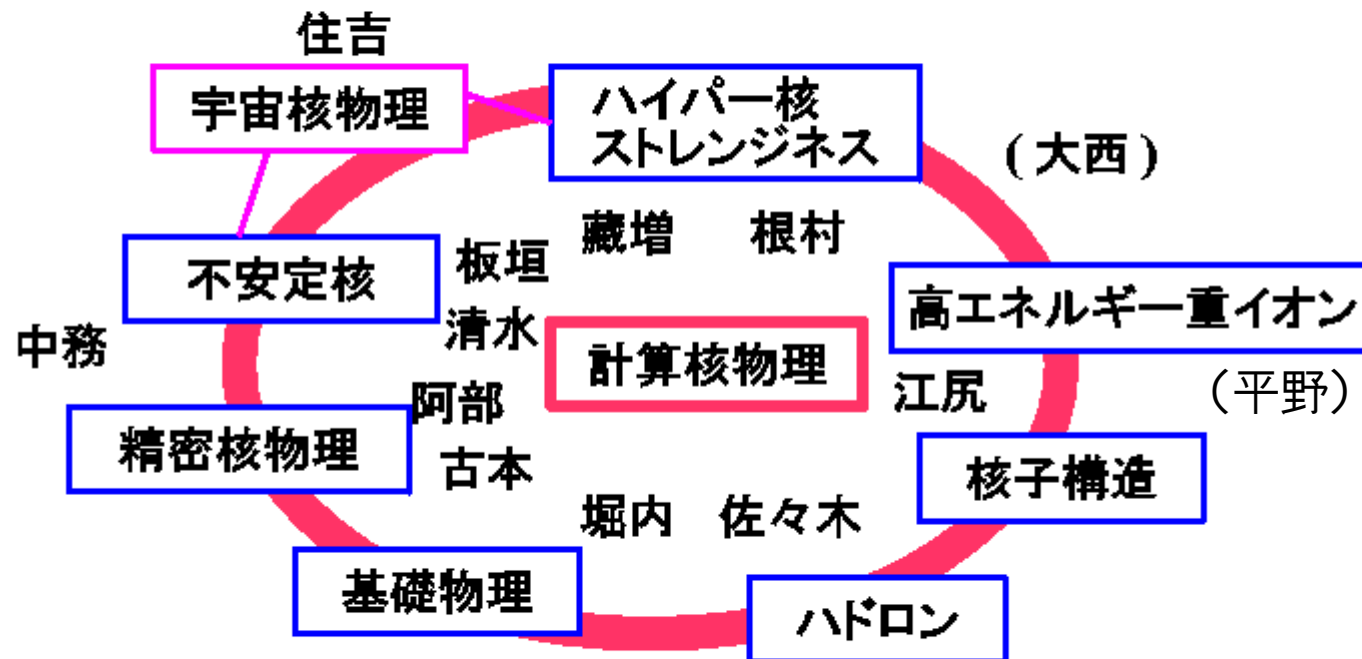 住吉
宇宙核物理
ハイパー核
ストレンジネス
(大西)
藏増 根村
板垣
不安定核
高エネルギー重イオン
清水
中務
計算核物理
江尻
(平野)
阿部
精密核物理
古本
核子構造
堀内 佐々木
基礎物理
ハドロン